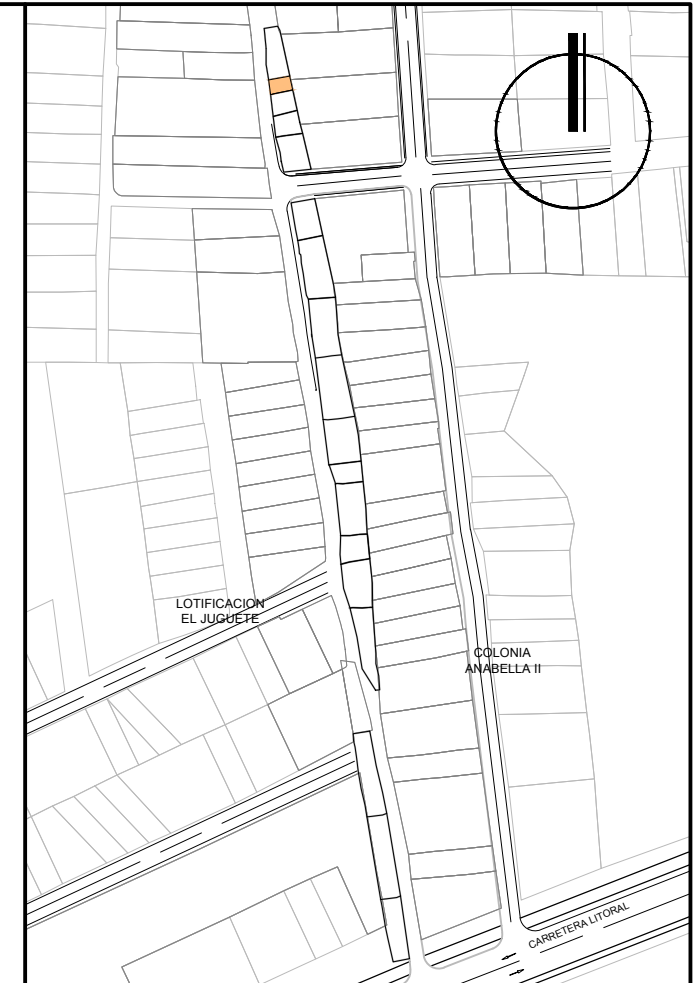 LOTIFICACION
EL JUGUETE
COLONIA
ANABELLA II
CARRETERA LITORAL